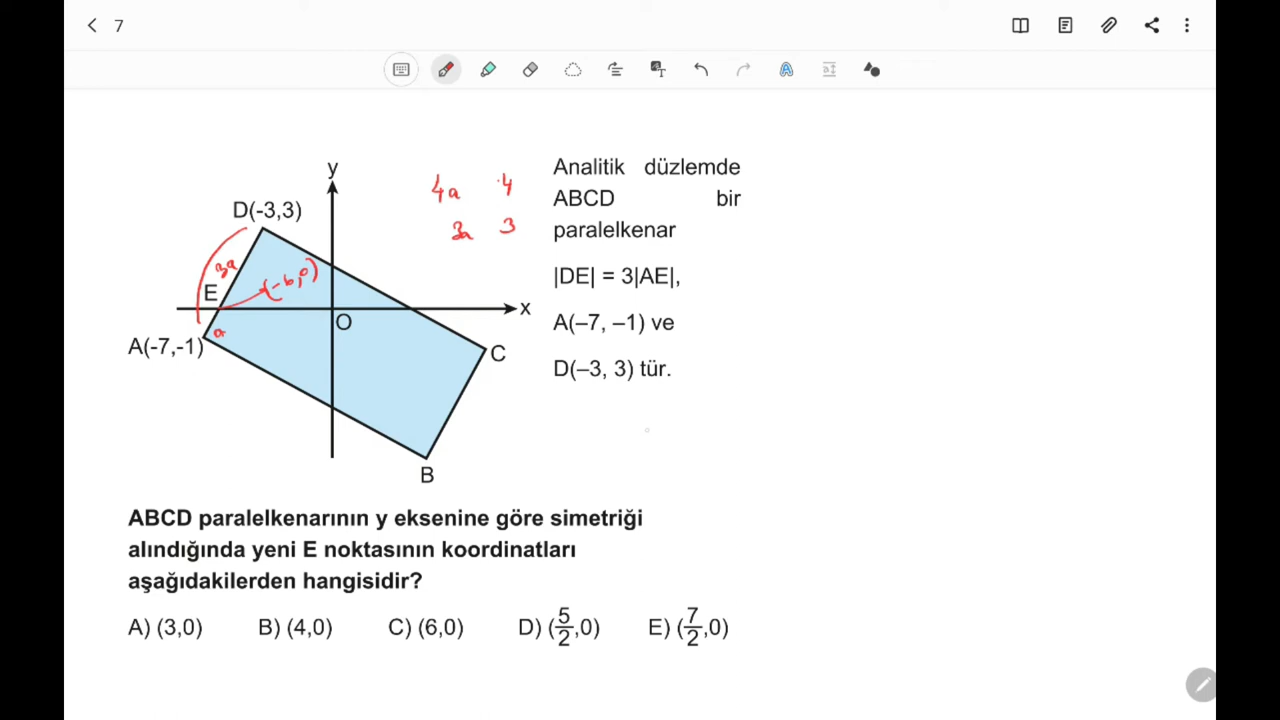 7
y
4a 4
D(-3,3)
3a 3
3a
(-6,0)
E
x
O
a
A(-7,-1)
C
B
Analitik düzlemde
ABCD bir
paralelkenar
|DE| = 3|AE|,
A(–7, –1) ve
D(–3, 3) tür.
ABCD paralelkenarının y eksenine göre simetriği
alındığında yeni E noktasının koordinatları
aşağıdakilerden hangisidir?
A) (3,0) B) (4,0) C) (6,0) D) (5/2,0) E) (7/2,0)